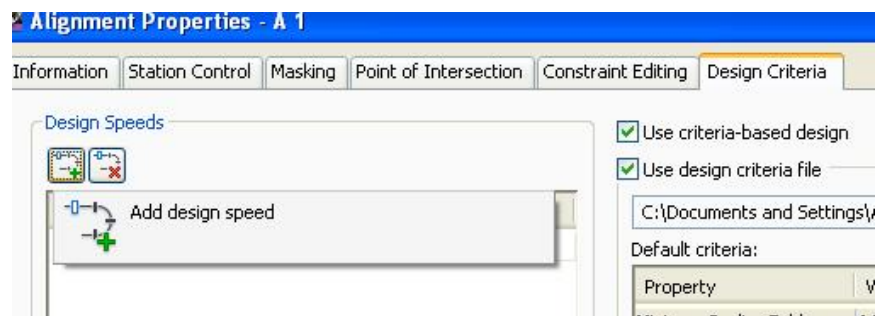 Alignment Properties - A 1
Information Station Control Masking Point of Intersection Constraint Editing Design Criteria
Design Speeds
Use criteria-based design
Use design criteria file
Add design speed
C:\Documents and Settings\A
Default criteria:
Property